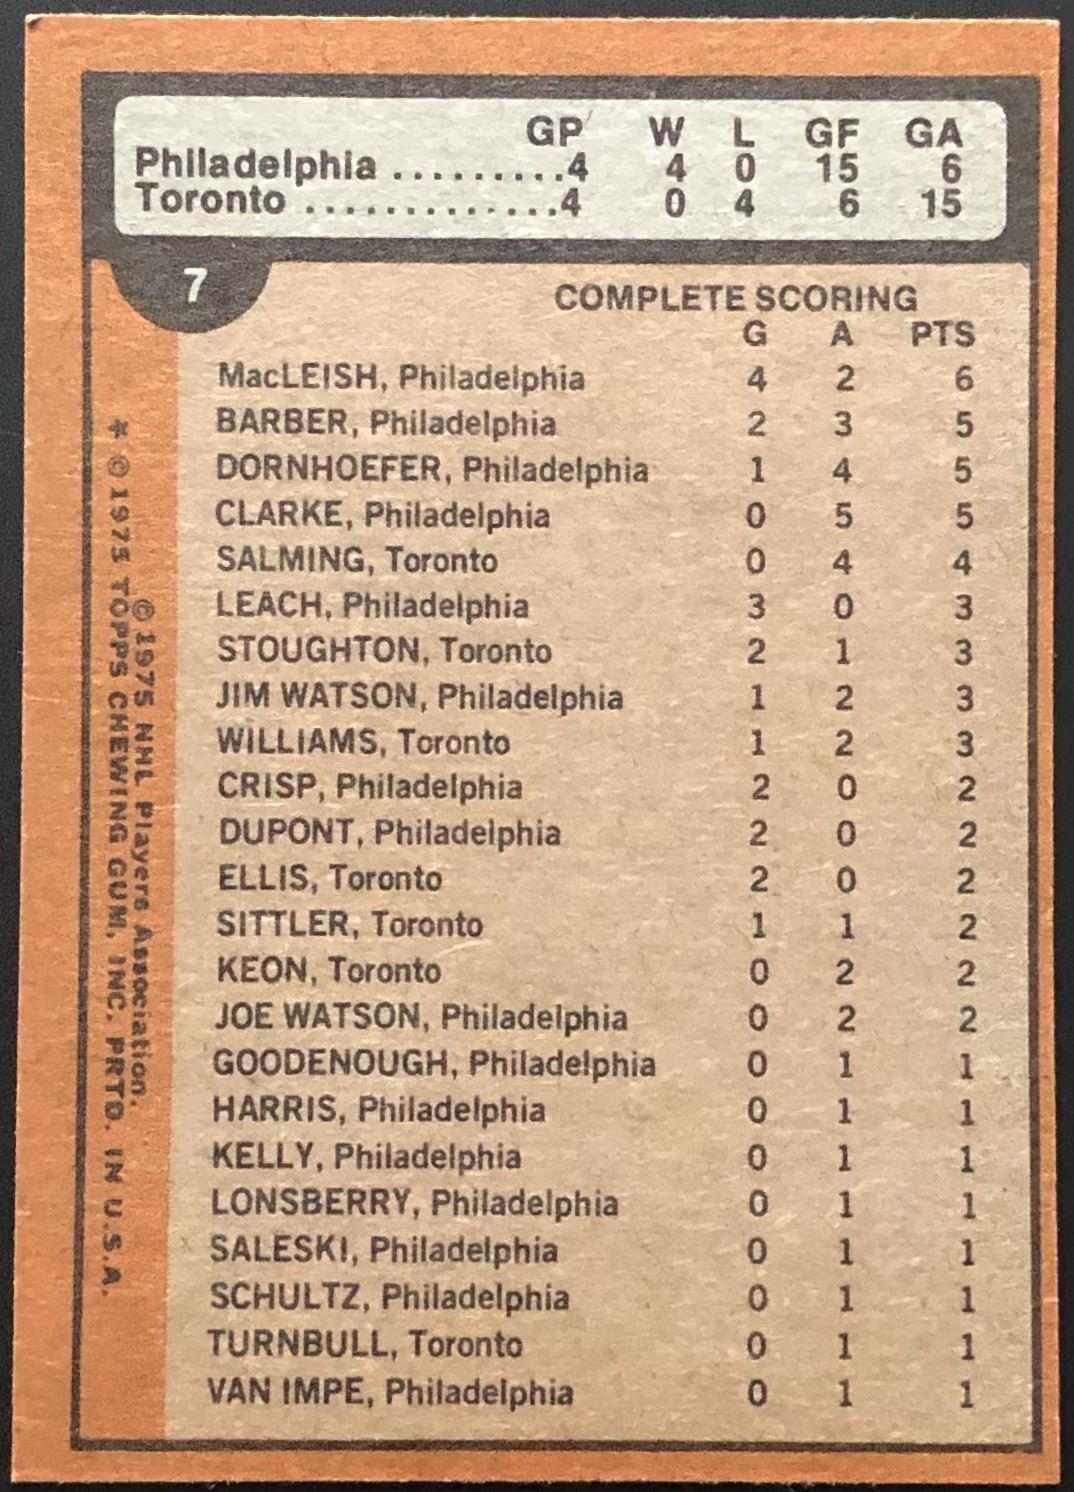 GP W L GF GA
Philadelphia .........4 4 0 15 6
Toronto .............4 0 4 6 15
7
COMPLETE SCORING
G A PTS
MacLEISH, Philadelphia 4 2 6
BARBER, Philadelphia 2 3 5
DORNHOEFER, Philadelphia 1 4 5
CLARKE, Philadelphia 0 5 5
SALMING, Toronto 0 4 4
LEACH, Philadelphia 3 0 3
STOUGHTON, Toronto 2 1 3
JIM WATSON, Philadelphia 1 2 3
WILLIAMS, Toronto 1 2 3
CRISP, Philadelphia 2 0 2
DUPONT, Philadelphia 2 0 2
ELLIS, Toronto 2 0 2
SITTLER, Toronto 1 1 2
KEON, Toronto 0 2 2
JOE WATSON, Philadelphia 0 2 2
GOODENOUGH, Philadelphia 0 1 1
HARRIS, Philadelphia 0 1 1
KELLY, Philadelphia 0 1 1
LONSBERRY, Philadelphia 0 1 1
SALESKI, Philadelphia 0 1 1
SCHULTZ, Philadelphia 0 1 1
TURNBULL, Toronto 0 1 1
VAN IMPE, Philadelphia 0 1 1
© 1975 NHL Players Association.
* © 1975 TOPPS CHEWING GUM, INC. PRTD. IN U.S.A.